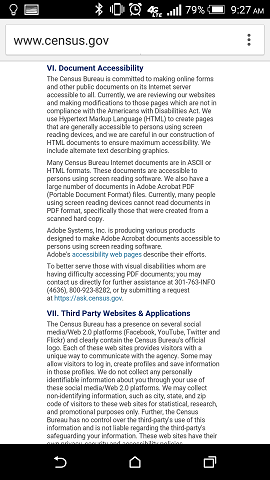 79% 9:27 AM
www.census.gov
VI. Document Accessibility
The Census Bureau is committed to making online forms
and other public documents on its Internet server
accessible to all. Currently, we are reviewing our websites
and making modifications to those pages which are not in
compliance with the Americans with Disabilities Act. We
use Hypertext Markup Language (HTML) to create pages
that are generally accessible to persons using screen
reading devices, and we are careful in our construction of
HTML documents to ensure maximum accessibility. We
include alternate text describing graphics.
Many Census Bureau Internet documents are in ASCII or
HTML formats. These documents are accessible to
persons using screen reading software. We also have a
large number of documents in Adobe Acrobat PDF
(Portable Document Format) files. Currently, many people
using screen reading devices cannot read documents in
PDF format, specifically those that were created from a
scanned hard copy.
Adobe Systems, Inc. is producing various products
designed to make Adobe Acrobat documents accessible to
persons using screen reading software.
Adobe's accessibility web pages describe their efforts.
To better serve those with visual disabilities whom are
having difficulty accessing PDF documents; you may
contact us directly for further assistance at 301-763-INFO
(4636), 800-923-8282, or by submitting a request
at https://ask.census.gov.
VII. Third Party Websites & Applications
The Census Bureau has a presence on several social
media/Web 2.0 platforms (Facebook, YouTube, Twitter and
Flickr) and clearly contain the Census Bureau's official
logo. Each of these web sites provides visitors with a
unique way to communicate with the agency. Some may
allow visitors to log in, create profiles and save information
in those profiles. We do not collect any personally
identifiable information about you through your use of
these social media/Web 2.0 platforms. We may collect
non-identifying information, such as city, state, and zip
code of visitors to these web sites for statistical, research,
and promotional purposes only. Further, the Census
Bureau has no control over the third-party's use of this
information and is not liable regarding the third-party's
safeguarding your information. These web sites have their
own privacy, security and accessibility policies.